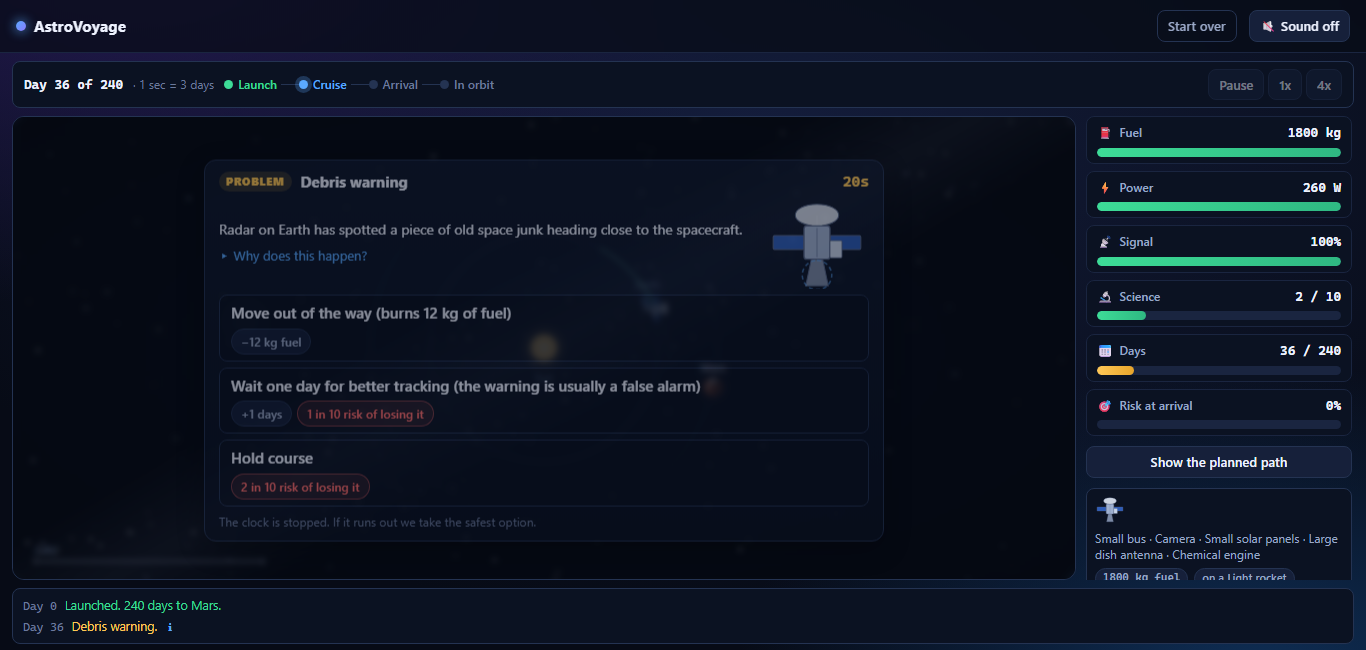 AstroVoyage
Start over
Sound off
Day 36 of 240 · 1 sec = 3 days
Launch
Cruise
Arrival
In orbit
Pause
1x
4x
PROBLEM
Debris warning
20s
Radar on Earth has spotted a piece of old space junk heading close to the spacecraft.
Why does this happen?
Move out of the way (burns 12 kg of fuel)
−12 kg fuel
Wait one day for better tracking (the warning is usually a false alarm)
+1 days
1 in 10 risk of losing it
Hold course
2 in 10 risk of losing it
The clock is stopped. If it runs out we take the safest option.
Fuel
1800 kg
Power
260 W
Signal
100%
Science
2 / 10
Days
36 / 240
Risk at arrival
0%
Show the planned path
Small bus · Camera · Small solar panels · Large
dish antenna · Chemical engine
1800 kg fuel
on a Light rocket
Day 0 Launched. 240 days to Mars.
Day 36 Debris warning. i